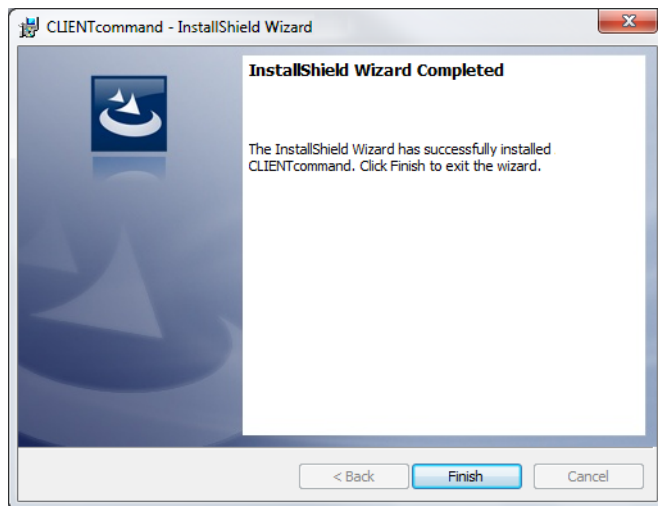 CLIENTcommand - InstallShield Wizard
InstallShield Wizard Completed
The InstallShield Wizard has successfully installed
CLIENTcommand. Click Finish to exit the wizard.
< Back
Finish
Cancel